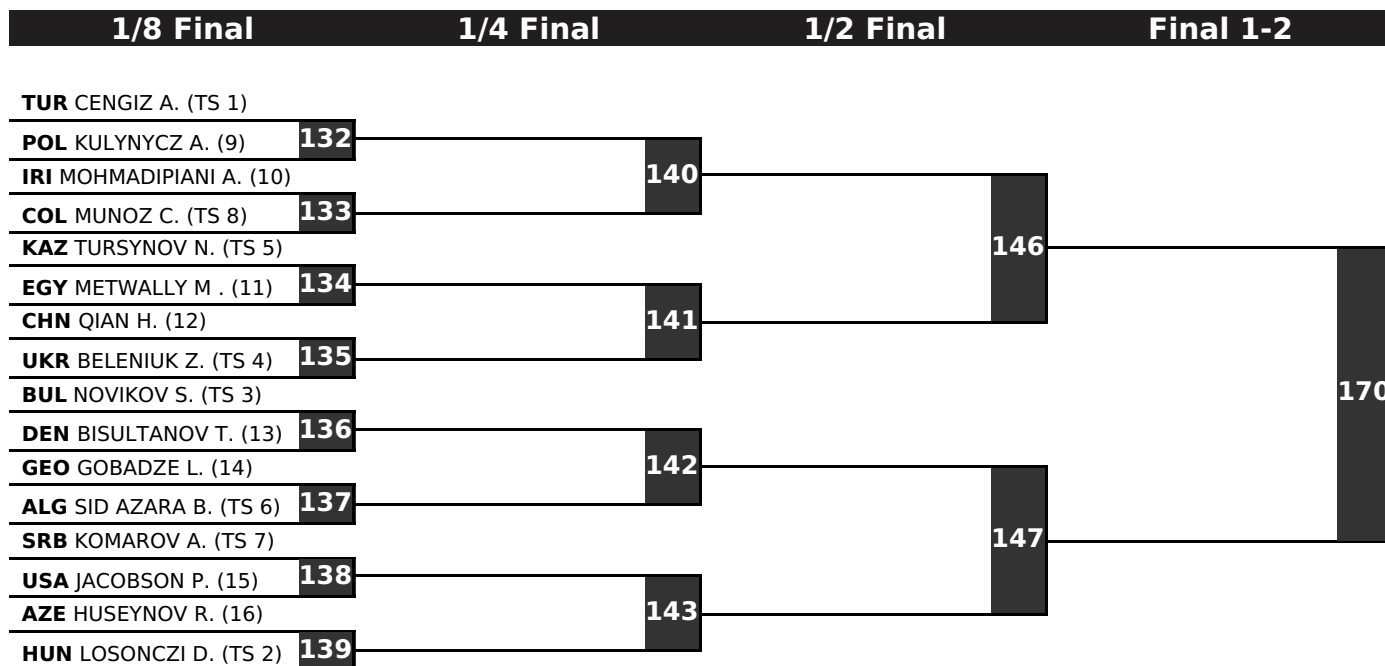 1/8 Final 1/4 Final 1/2 Final Final 1-2
TUR CENGIZ A. (TS 1)
132
POL KULYNYCZ A. (9)
140
IRI MOHMADIPIANI A. (10)
133
COL MUNOZ C. (TS 8)
146
KAZ TURSYNOV N. (TS 5)
134
EGY METWALLY M . (11)
141
CHN QIAN H. (12)
135
UKR BELENIUK Z. (TS 4)
170
BUL NOVIKOV S. (TS 3)
136
DEN BISULTANOV T. (13)
142
GEO GOBADZE L. (14)
137
ALG SID AZARA B. (TS 6)
147
SRB KOMAROV A. (TS 7)
138
USA JACOBSON P. (15)
143
AZE HUSEYNOV R. (16)
139
HUN LOSONCZI D. (TS 2)